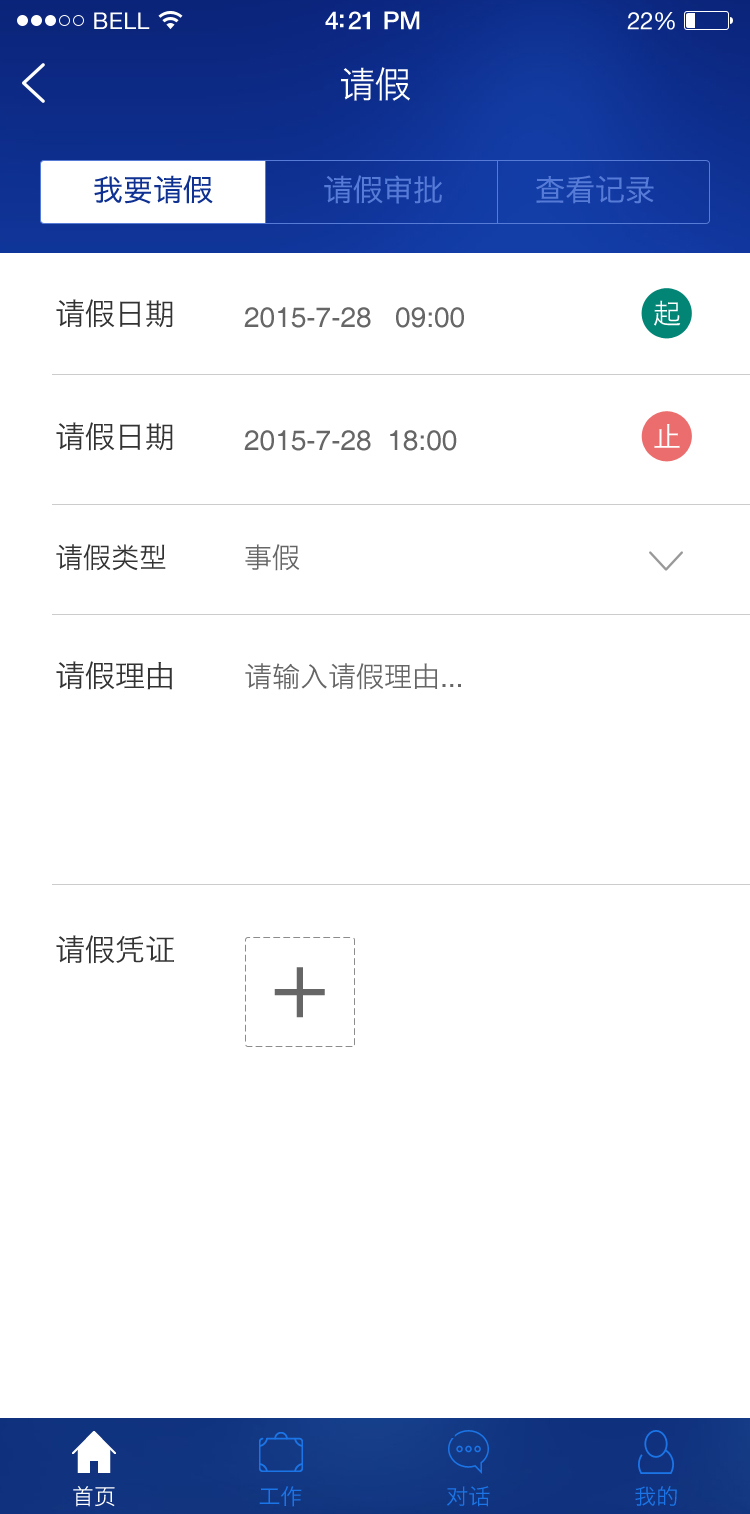 BELL 4:21 PM 22%
请假
我要请假 请假审批 查看记录
请假日期 2015-7-28 09:00 起
请假日期 2015-7-28 18:00 止
请假类型 事假
请假理由 请输入请假理由...
请假凭证
首页 工作 对话 我的